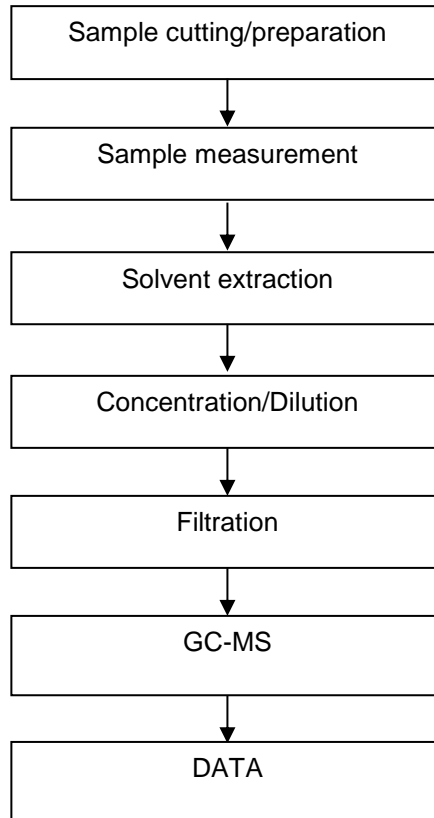 Sample cutting/preparation
Sample measurement
Solvent extraction
Concentration/Dilution
Filtration
GC-MS
DATA